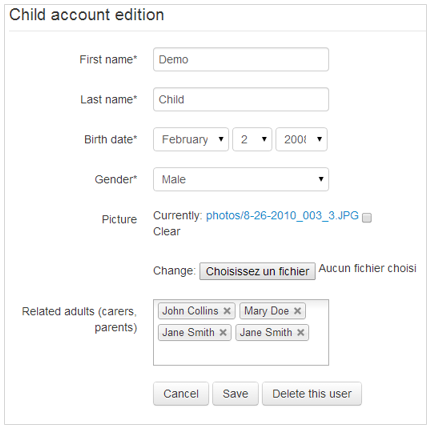 Child account edition
First name*
Demo
Last name*
Child
Birth date*
February
2
2008
Gender*
Male
Picture
Currently: photos/8-26-2010_003_3.JPG
Clear
Change: Choisissez un fichier Aucun fichier choisi
Related adults (carers,
parents)
John Collins × Mary Doe ×
Jane Smith × Jane Smith ×
Cancel
Save
Delete this user